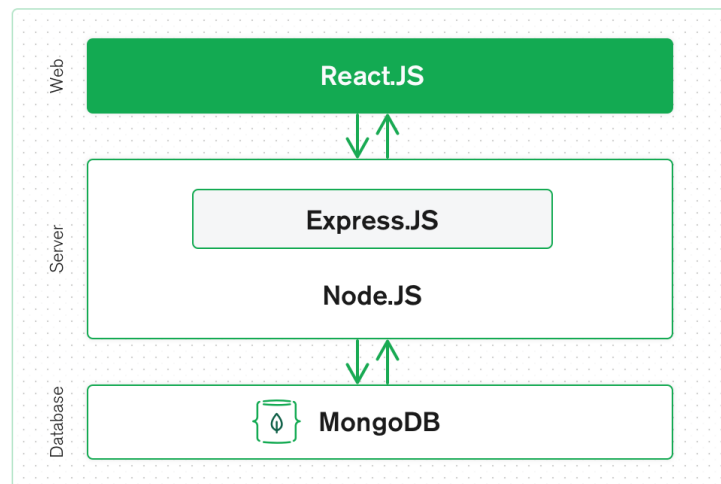 Web
React.JS
Server
Express.JS
Node.JS
Database
MongoDB